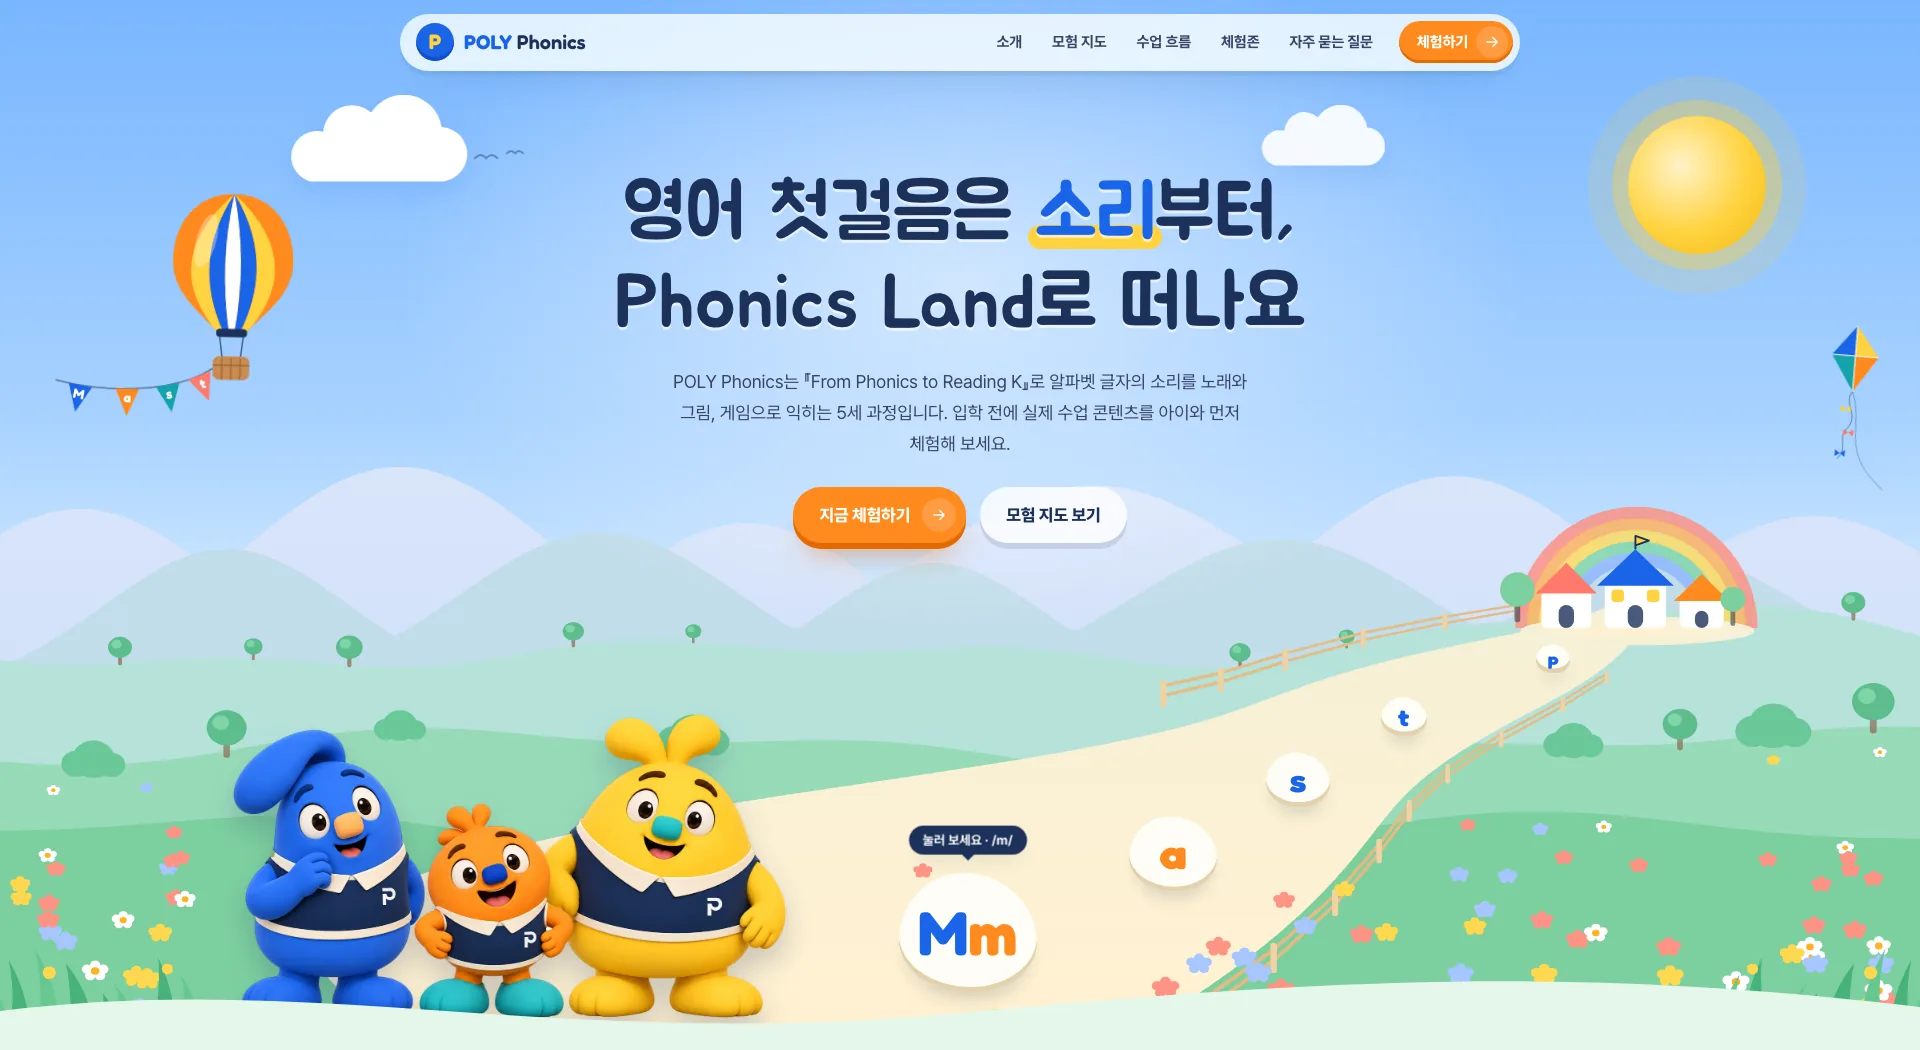 P POLY Phonics
소개 모험 지도 수업 흐름 체험존 자주 묻는 질문 체험하기 →
영어 첫걸음은 소리부터,
Phonics Land로 떠나요
M a s t
POLY Phonics는 『From Phonics to Reading K』로 알파벳 글자의 소리를 노래와
그림, 게임으로 익히는 5세 과정입니다. 입학 전에 실제 수업 콘텐츠를 아이와 먼저
체험해 보세요.
지금 체험하기 → 모험 지도 보기
p
t
s
눌러 보세요 · /m/
a
Mm
P
P
P